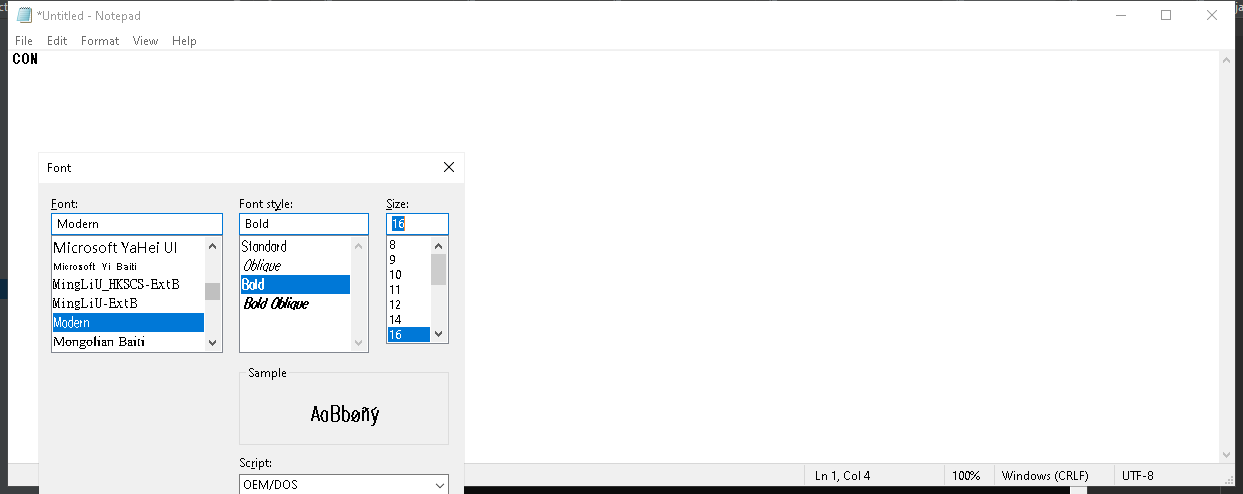 *Untitled - Notepad
File Edit Format View Help
CON
Font
Font: Font style: Size:
Modern Bold 16
Microsoft YaHei UI
Microsoft Yi Baiti
MingLiU_HKSCS-ExtB
MingLiU-ExtB
Modern
Mongolian Baiti
Standard
Oblique
Bold
Bold Oblique
8
9
10
11
12
14
16
Sample
AaBbøñý
Script:
OEM/DOS
Ln 1, Col 4 100% Windows (CRLF) UTF-8